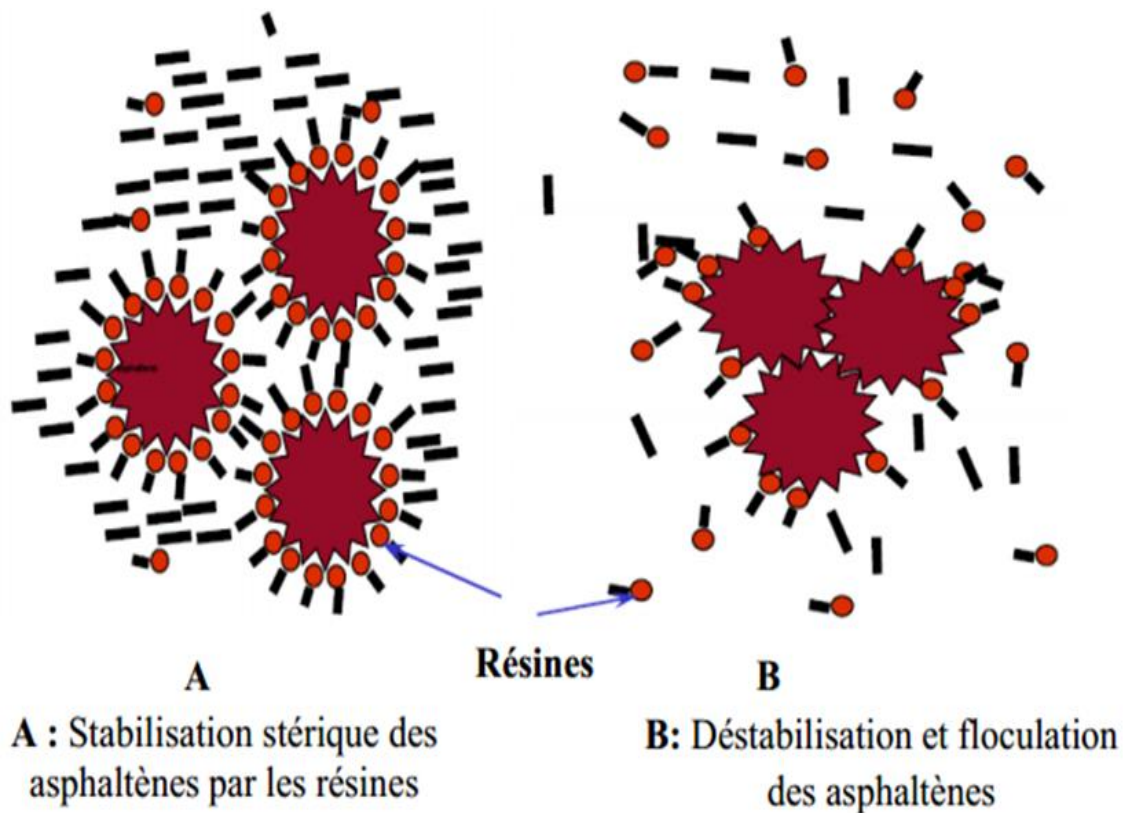 Résines
A
B
A : Stabilisation stérique des
asphaltènes par les résines
B: Déstabilisation et floculation
des asphaltènes